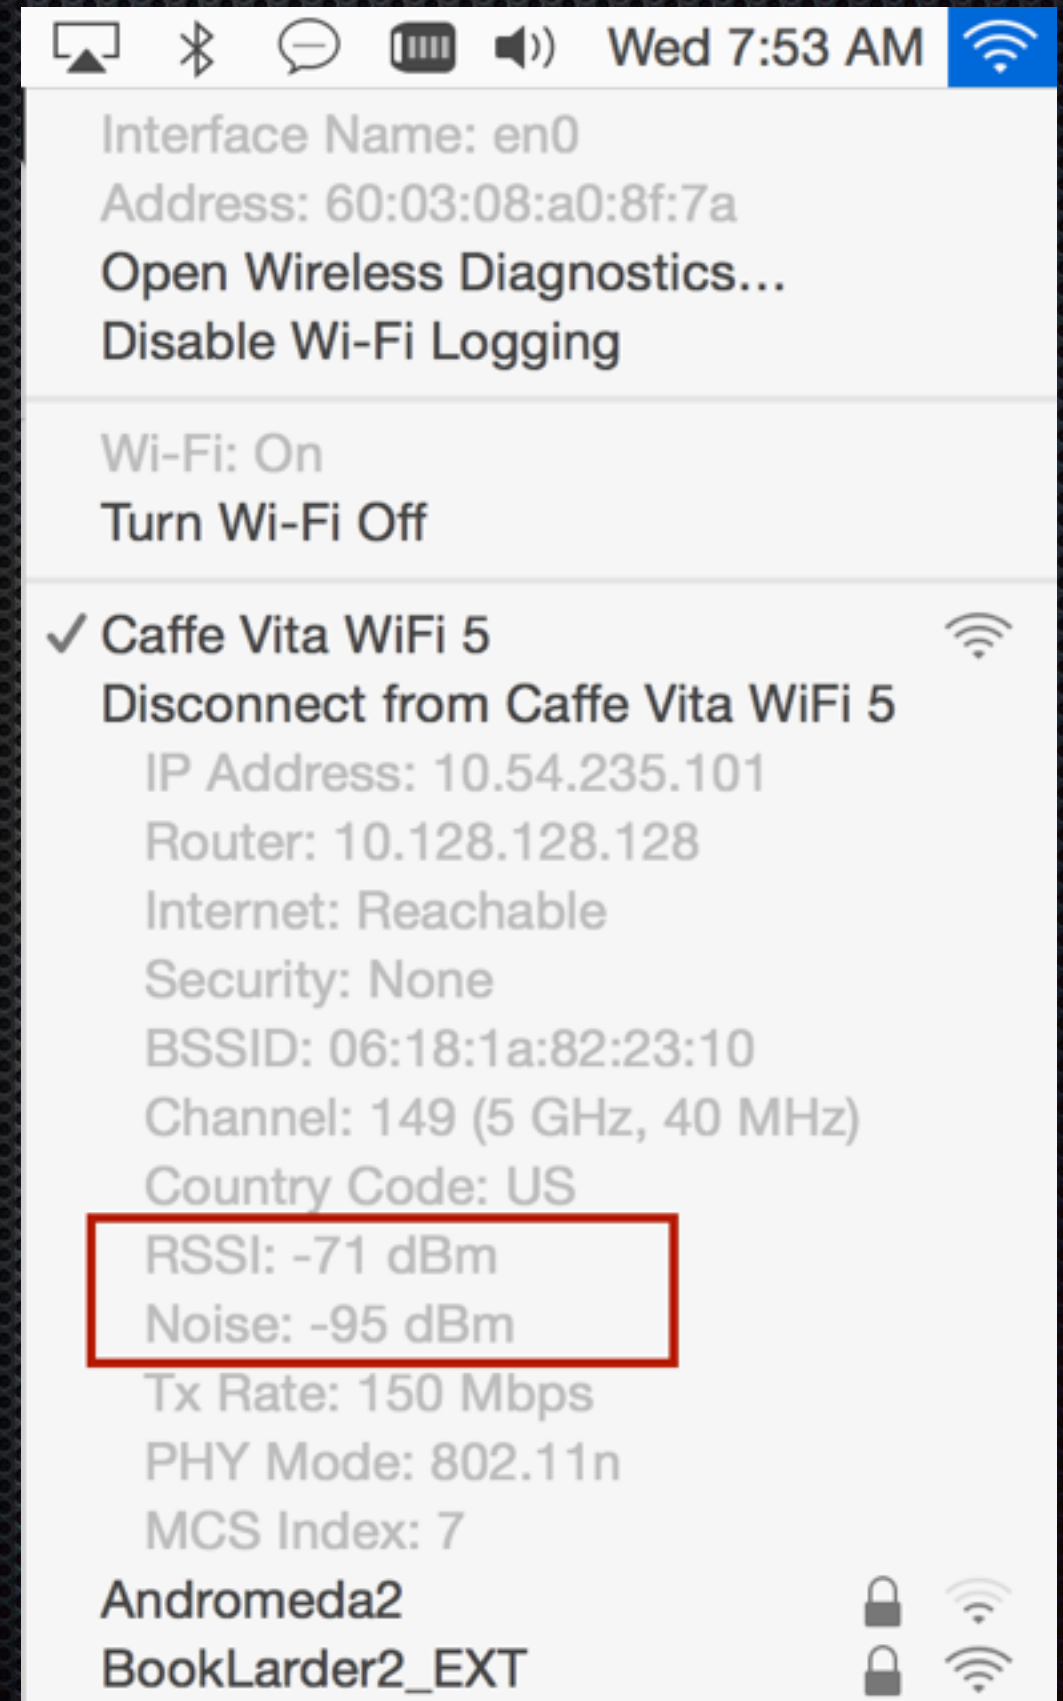 Wed 7:53 AM
Interface Name: en0
Address: 60:03:08:a0:8f:7a
Open Wireless Diagnostics...
Disable Wi-Fi Logging
Wi-Fi: On
Turn Wi-Fi Off
Caffe Vita WiFi 5
Disconnect from Caffe Vita WiFi 5
IP Address: 10.54.235.101
Router: 10.128.128.128
Internet: Reachable
Security: None
BSSID: 06:18:1a:82:23:10
Channel: 149 (5 GHz, 40 MHz)
Country Code: US
RSSI: -71 dBm
Noise: -95 dBm
Tx Rate: 150 Mbps
PHY Mode: 802.11n
MCS Index: 7
Andromeda2
BookLarder2_EXT